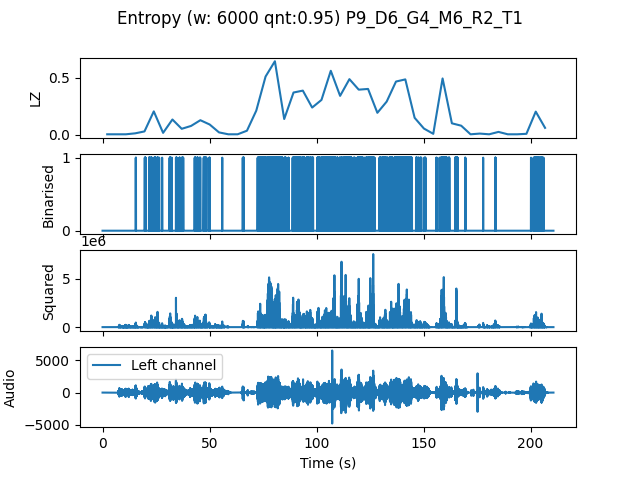 Entropy (w: 6000 qnt:0.95) P9_D6_G4_M6_R2_T1
LZ
0.5
0.0
Binarised
1
0
1e6
Squared
5
0
Audio
5000
0
−5000
Left channel
0 50 100 150 200
Time (s)